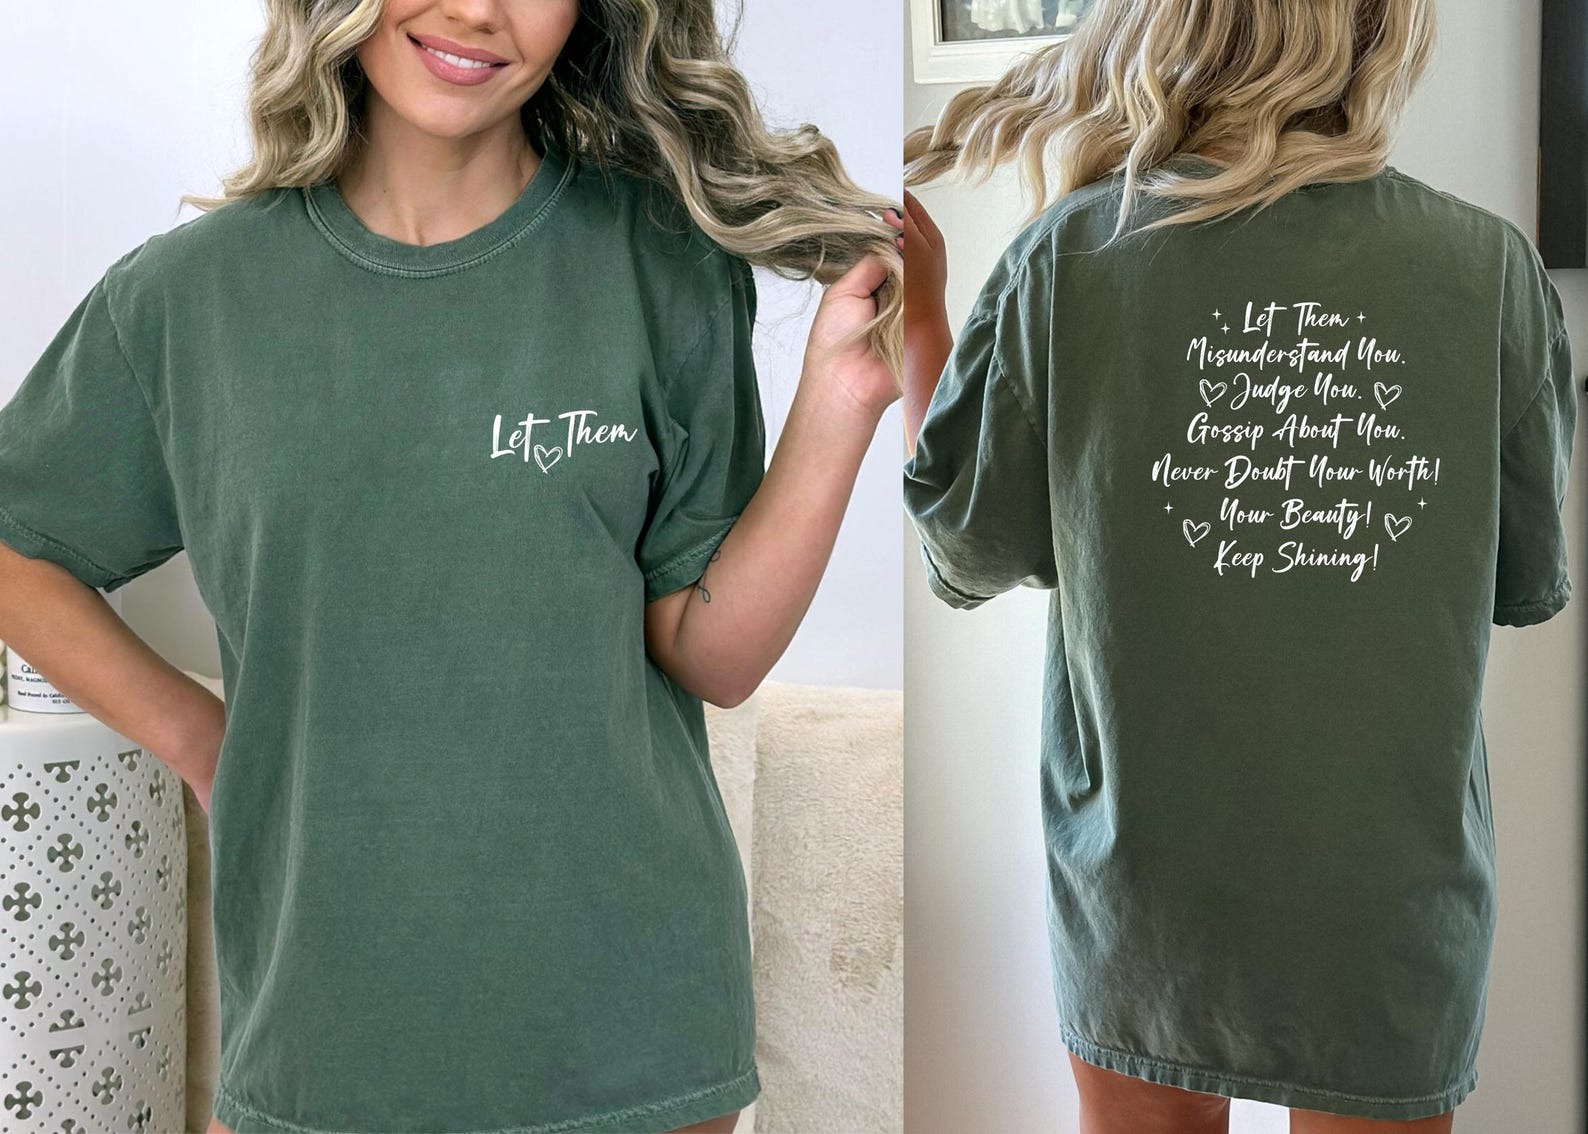 Let Them
Let Them
Misunderstand You.
Judge You.
Gossip About You.
Never Doubt Your Worth!
Your Beauty!
Keep Shining!